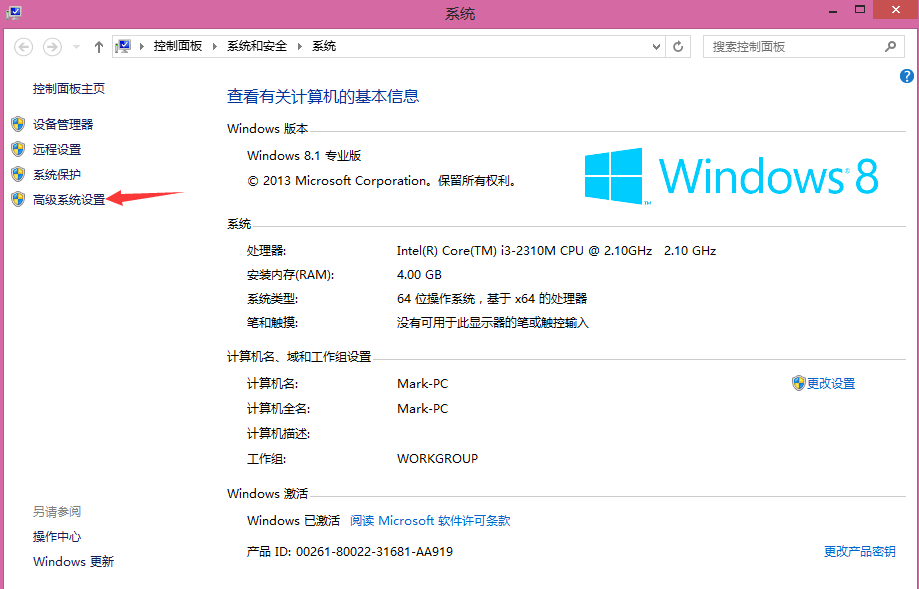 系统
控制面板 系统和安全 系统
搜索控制面板
控制面板主页
设备管理器
远程设置
系统保护
高级系统设置
查看有关计算机的基本信息
Windows 版本
Windows 8.1 专业版
© 2013 Microsoft Corporation。保留所有权利。
Windows® 8
™
系统
处理器: Intel(R) Core(TM) i3-2310M CPU @ 2.10GHz 2.10 GHz
安装内存(RAM): 4.00 GB
系统类型: 64 位操作系统，基于 x64 的处理器
笔和触摸: 没有可用于此显示器的笔或触控输入
计算机名、域和工作组设置
计算机名: Mark-PC 更改设置
计算机全名: Mark-PC
计算机描述:
工作组: WORKGROUP
Windows 激活
Windows 已激活 阅读 Microsoft 软件许可条款
产品 ID: 00261-80022-31681-AA919 更改产品密钥
另请参阅
操作中心
Windows 更新